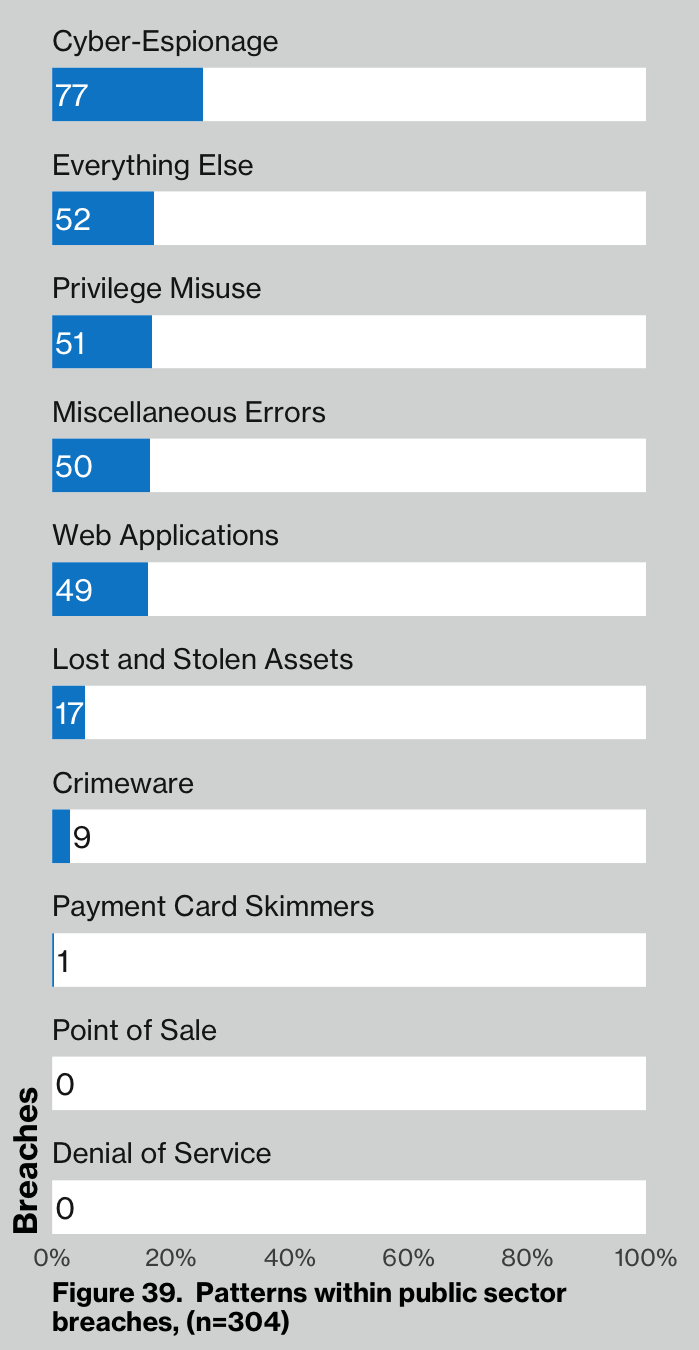 Cyber-Espionage
77
Everything Else
52
Privilege Misuse
51
Miscellaneous Errors
50
Web Applications
49
Lost and Stolen Assets
17
Crimeware
9
Payment Card Skimmers
1
Point of Sale
0
Denial of Service
0
Breaches
0% 20% 40% 60% 80% 100%
Figure 39. Patterns within public sector
breaches, (n=304)